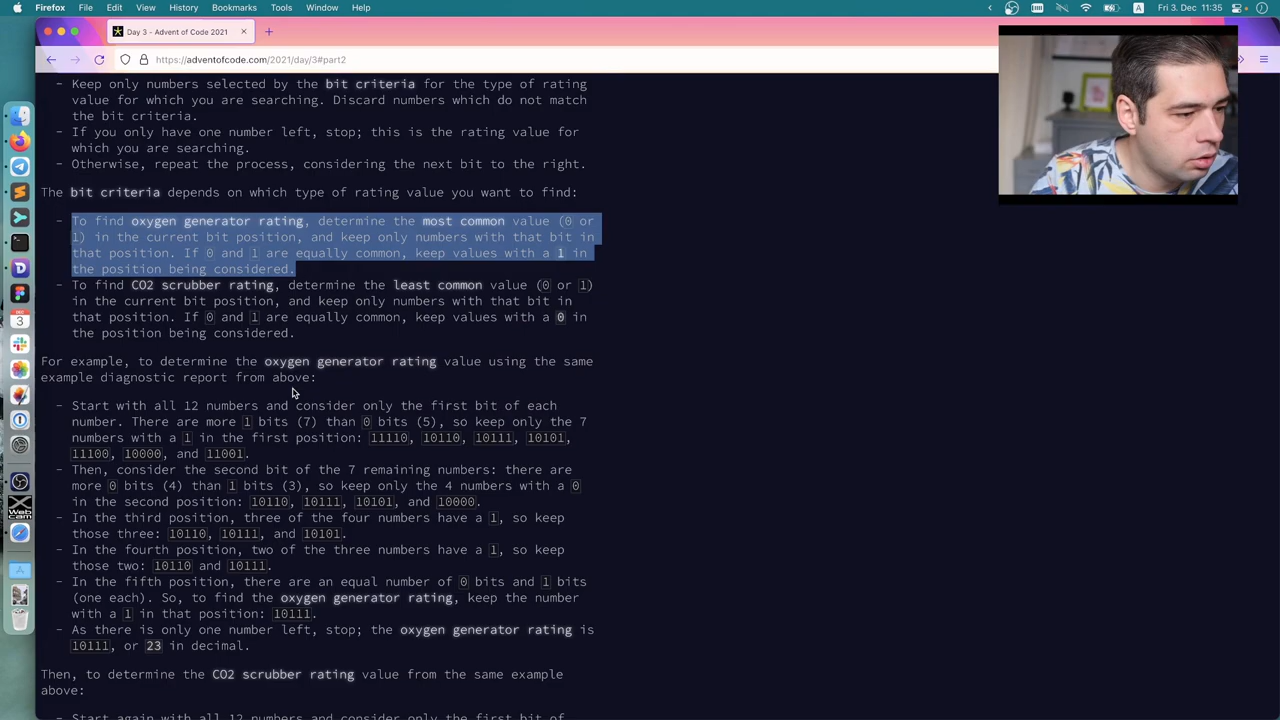 Firefox File Edit View History Bookmarks Tools Window Help
A Fri 3. Dec 11:35
Day 3 - Advent of Code 2021
https://adventofcode.com/2021/day/3#part2
- Keep only numbers selected by the bit criteria for the type of rating
value for which you are searching. Discard numbers which do not match
the bit criteria.
- If you only have one number left, stop; this is the rating value for
which you are searching.
- Otherwise, repeat the process, considering the next bit to the right.
The bit criteria depends on which type of rating value you want to find:
- To find oxygen generator rating, determine the most common value (0 or
1) in the current bit position, and keep only numbers with that bit in
that position. If 0 and 1 are equally common, keep values with a 1 in
the position being considered.
- To find CO2 scrubber rating, determine the least common value (0 or 1)
in the current bit position, and keep only numbers with that bit in
that position. If 0 and 1 are equally common, keep values with a 0 in
the position being considered.
For example, to determine the oxygen generator rating value using the same
example diagnostic report from above:
- Start with all 12 numbers and consider only the first bit of each
number. There are more 1 bits (7) than 0 bits (5), so keep only the 7
numbers with a 1 in the first position: 11110, 10110, 10111, 10101,
11100, 10000, and 11001.
- Then, consider the second bit of the 7 remaining numbers: there are
more 0 bits (4) than 1 bits (3), so keep only the 4 numbers with a 0
in the second position: 10110, 10111, 10101, and 10000.
- In the third position, three of the four numbers have a 1, so keep
those three: 10110, 10111, and 10101.
- In the fourth position, two of the three numbers have a 1, so keep
those two: 10110 and 10111.
- In the fifth position, there are an equal number of 0 bits and 1 bits
(one each). So, to find the oxygen generator rating, keep the number
with a 1 in that position: 10111.
- As there is only one number left, stop; the oxygen generator rating is
10111, or 23 in decimal.
Then, to determine the CO2 scrubber rating value from the same example
above:
- Start again with all 12 numbers and consider only the first bit of
DEC
3
X
Web
cam